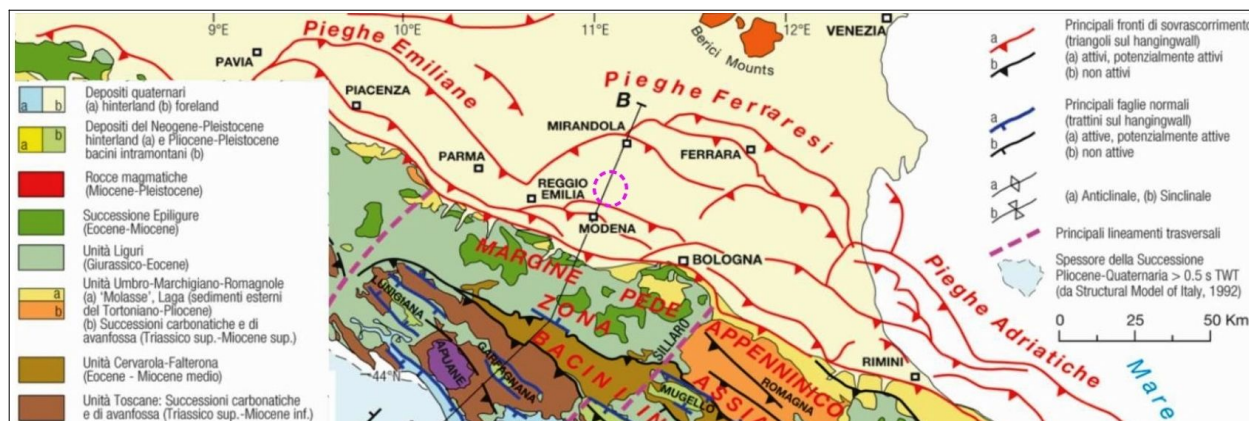 9°E
10°E
11°E
12°E
VENEZIA
Berici Mounts
PAVIA
Pieghe Emiliane
PIACENZA
B
Pieghe Ferraresi
MIRANDOLA
FERRARA
PARMA
REGGIO
EMILIA
MODENA
BOLOGNA
MARGINE PEDE APPENNINICO
ZONA ASSIA
BACINI IN
LUNIGIANA
APUANE
GARFAGNANA
SILLARO
MUGELLO
ROMAGNA
RIMINI
44°N
Pieghe Adriatiche
Mare
a b
Depositi quaternari
(a) hinterland (b) foreland
a b
Depositi del Neogene-Pleistocene
hinterland (a) e Pliocene-Pleistocene
bacini intramontani (b)
Rocce magmatiche
(Miocene-Pleistocene)
Successione Epiligure
(Eocene-Miocene)
Unità Liguri
(Giurassico-Eocene)
a
b
Unità Umbro-Marchigiano-Romagnole
(a) 'Molasse', Laga (sedimenti esterni
del Tortoniano-Pliocene)
(b) Successioni carbonatiche e di
avanfossa (Triassico sup.-Miocene sup.)
Unità Cervarola-Falterona
(Eocene - Miocene medio)
Unità Toscane: Successioni carbonatiche
e di avanfossa (Triassico sup.-Miocene inf.)
a
b
Principali fronti di sovrascorrimento
(triangoli sul hangingwall)
(a) attivi, potenzialmente attivi
(b) non attivi
a
b
Principali faglie normali
(trattini sul hangingwall)
(a) attive, potenzialmente attive
(b) non attive
a
b
(a) Anticlinale, (b) Sinclinale
Principali lineamenti trasversali
Spessore della Successione
Pliocene-Quaternaria > 0.5 s TWT
(da Structural Model of Italy, 1992)
0 25 50 Km